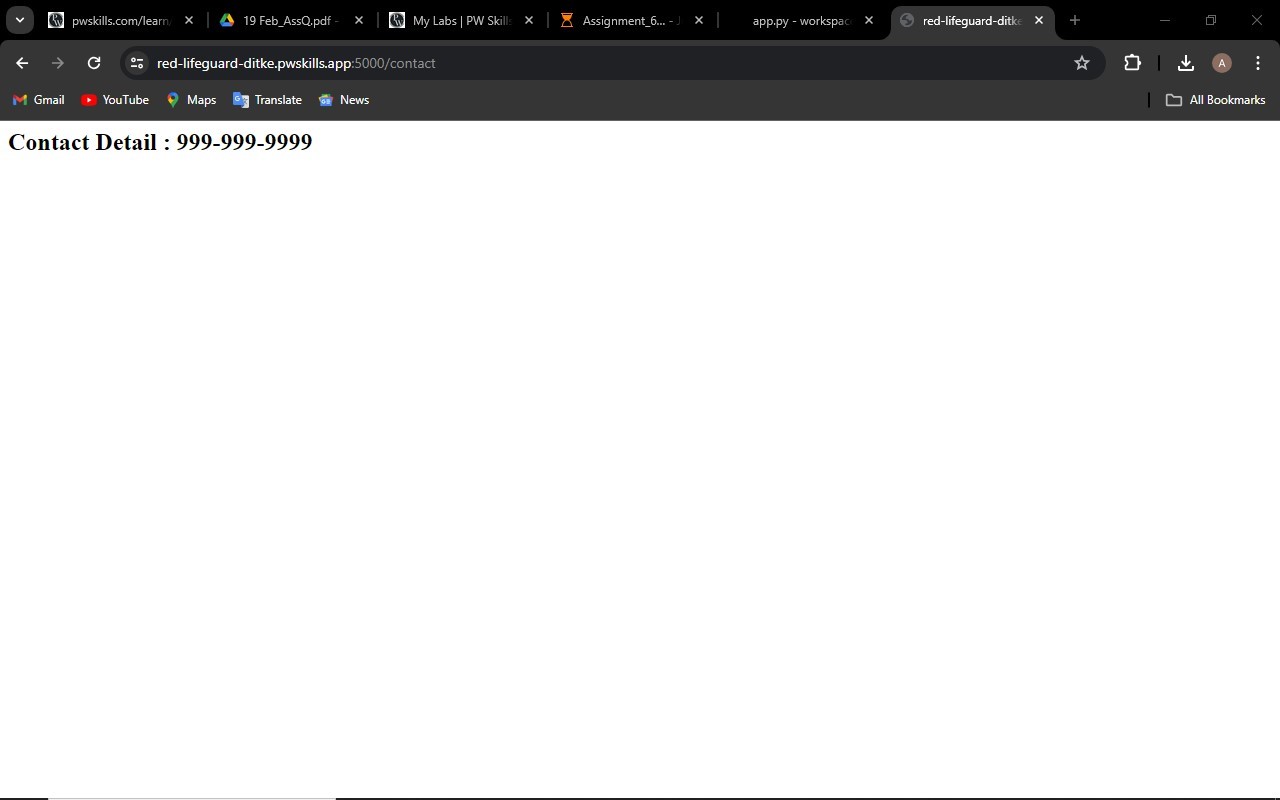 pwskills.com/learn
19 Feb_AssQ.pdf -
My Labs | PW Skills
Assignment_6... - J
app.py - workspac
red-lifeguard-ditke
red-lifeguard-ditke.pwskills.app:5000/contact
A
Gmail
YouTube
Maps
Translate
News
All Bookmarks
Contact Detail : 999-999-9999